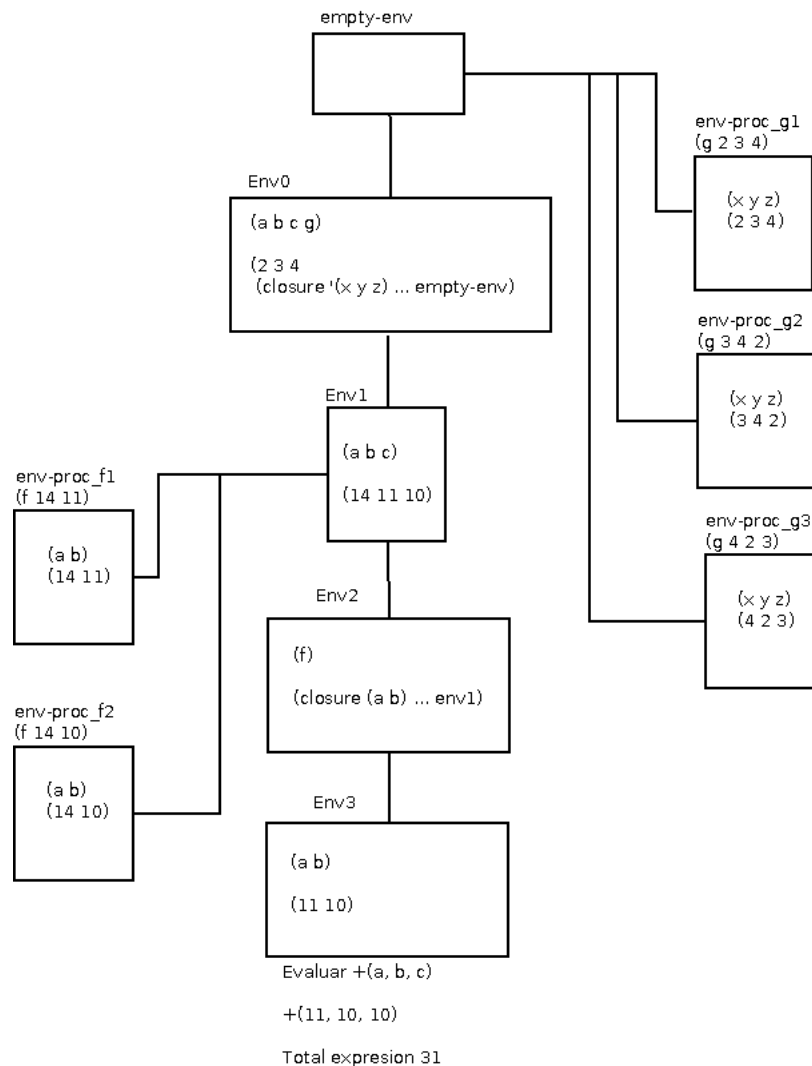 empty-env
Env0
(a b c g)
(2 3 4
(closure '(x y z) ... empty-env)
Env1
(a b c)
(14 11 10)
Env2
(f)
(closure (a b) ... env1)
Env3
(a b)
(11 10)
Evaluar +(a, b, c)
+(11, 10, 10)
Total expresion 31
env-proc_f1
(f 14 11)
(a b)
(14 11)
env-proc_f2
(f 14 10)
(a b)
(14 10)
env-proc_g1
(g 2 3 4)
(x y z)
(2 3 4)
env-proc_g2
(g 3 4 2)
(x y z)
(3 4 2)
env-proc_g3
(g 4 2 3)
(x y z)
(4 2 3)